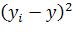 (yᵢ − y)²